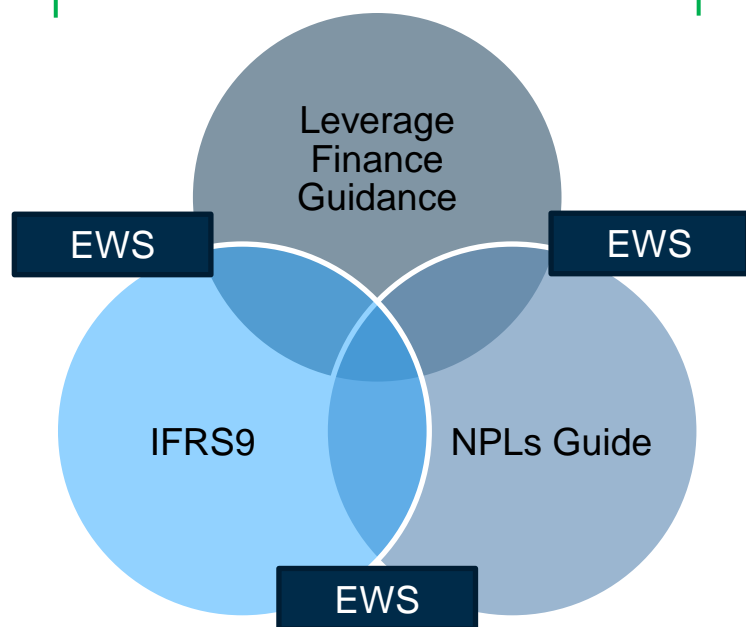 Leverage
Finance
Guidance
EWS
EWS
IFRS9
NPLs Guide
EWS